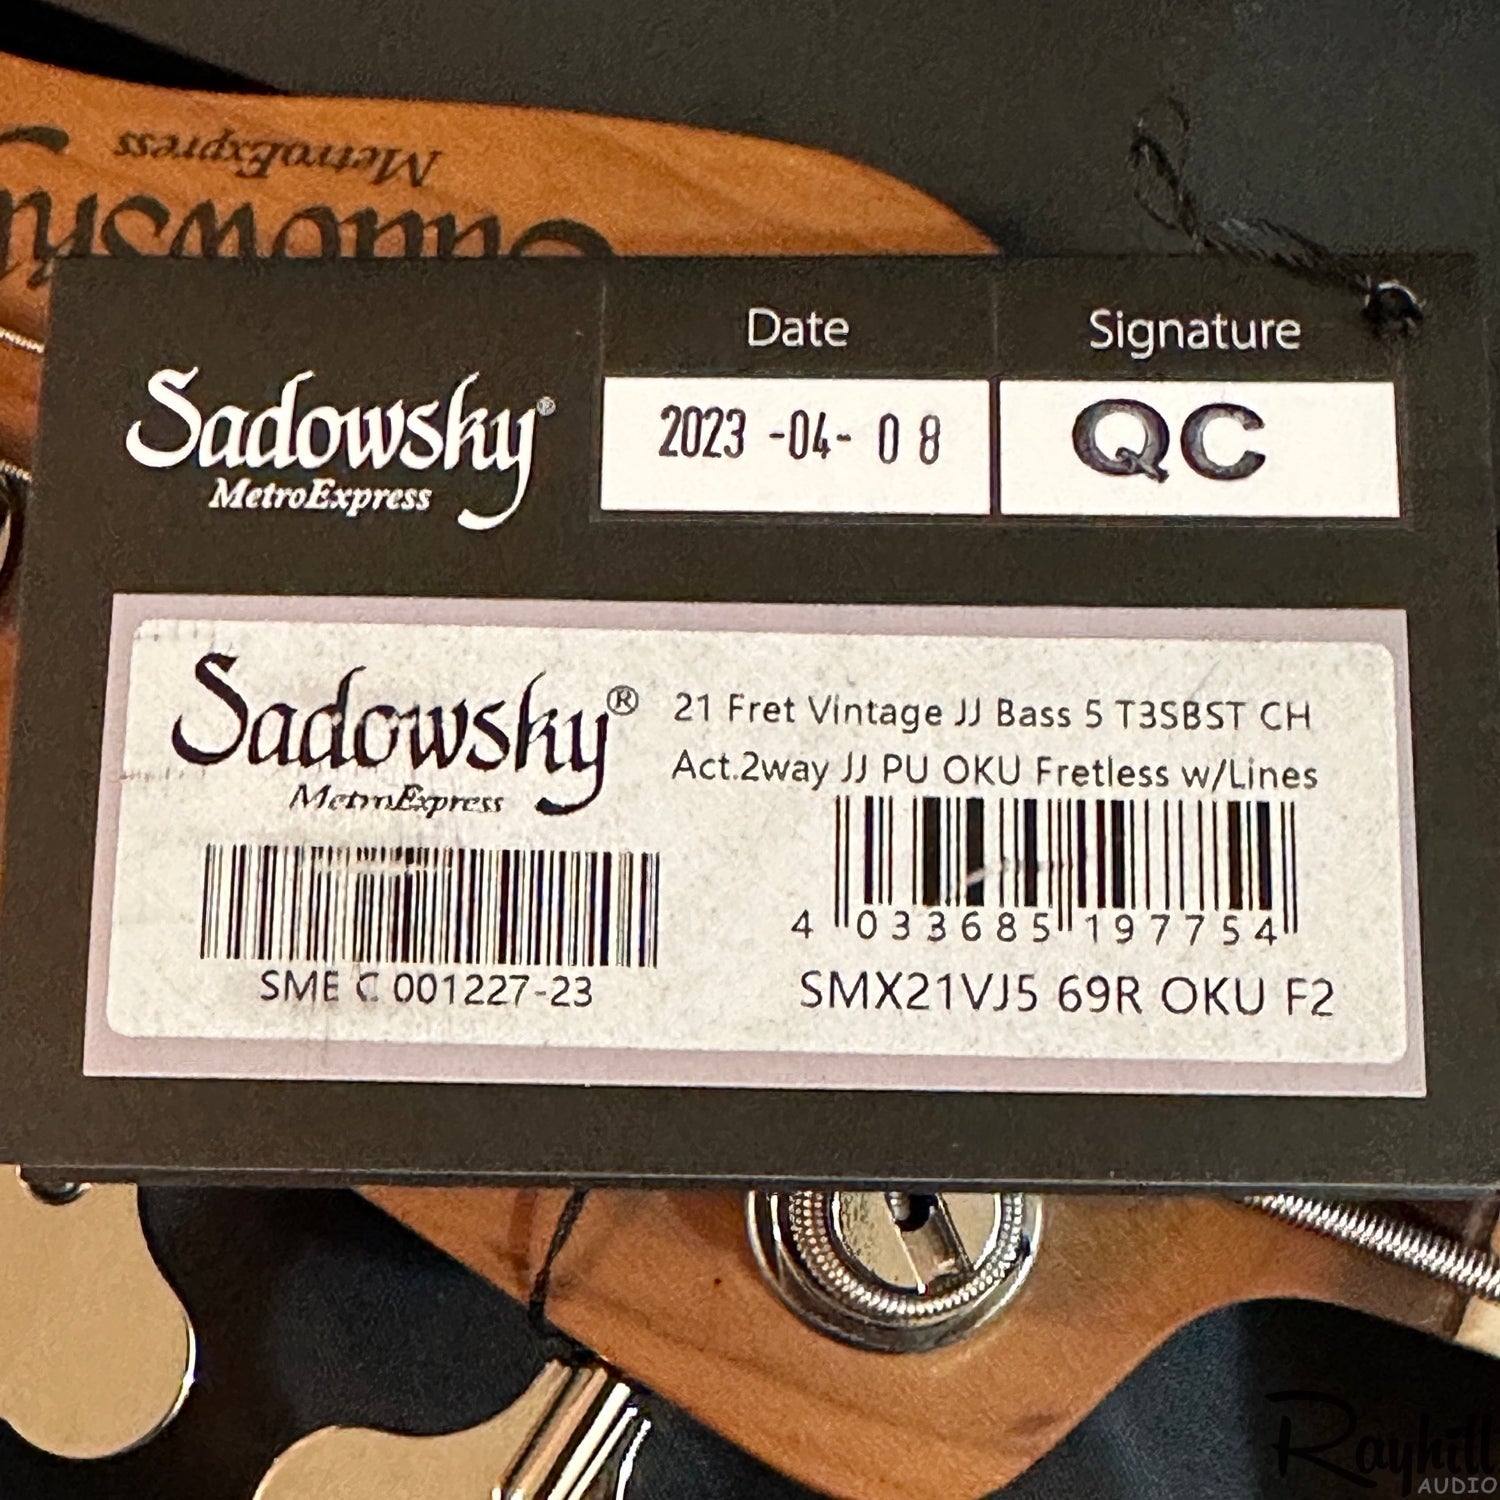 MetroExpress
Sadowsky
Date
Signature
Sadowsky®
MetroExpress
2023 -04- 08
QC
Sadowsky®
MetroExpress
21 Fret Vintage JJ Bass 5 T3SBST CH
Act.2way JJ PU OKU Fretless w/Lines
SME C 001227-23
4 033685 197754
SMX21VJ5 69R OKU F2
Rayhill
AUDIO